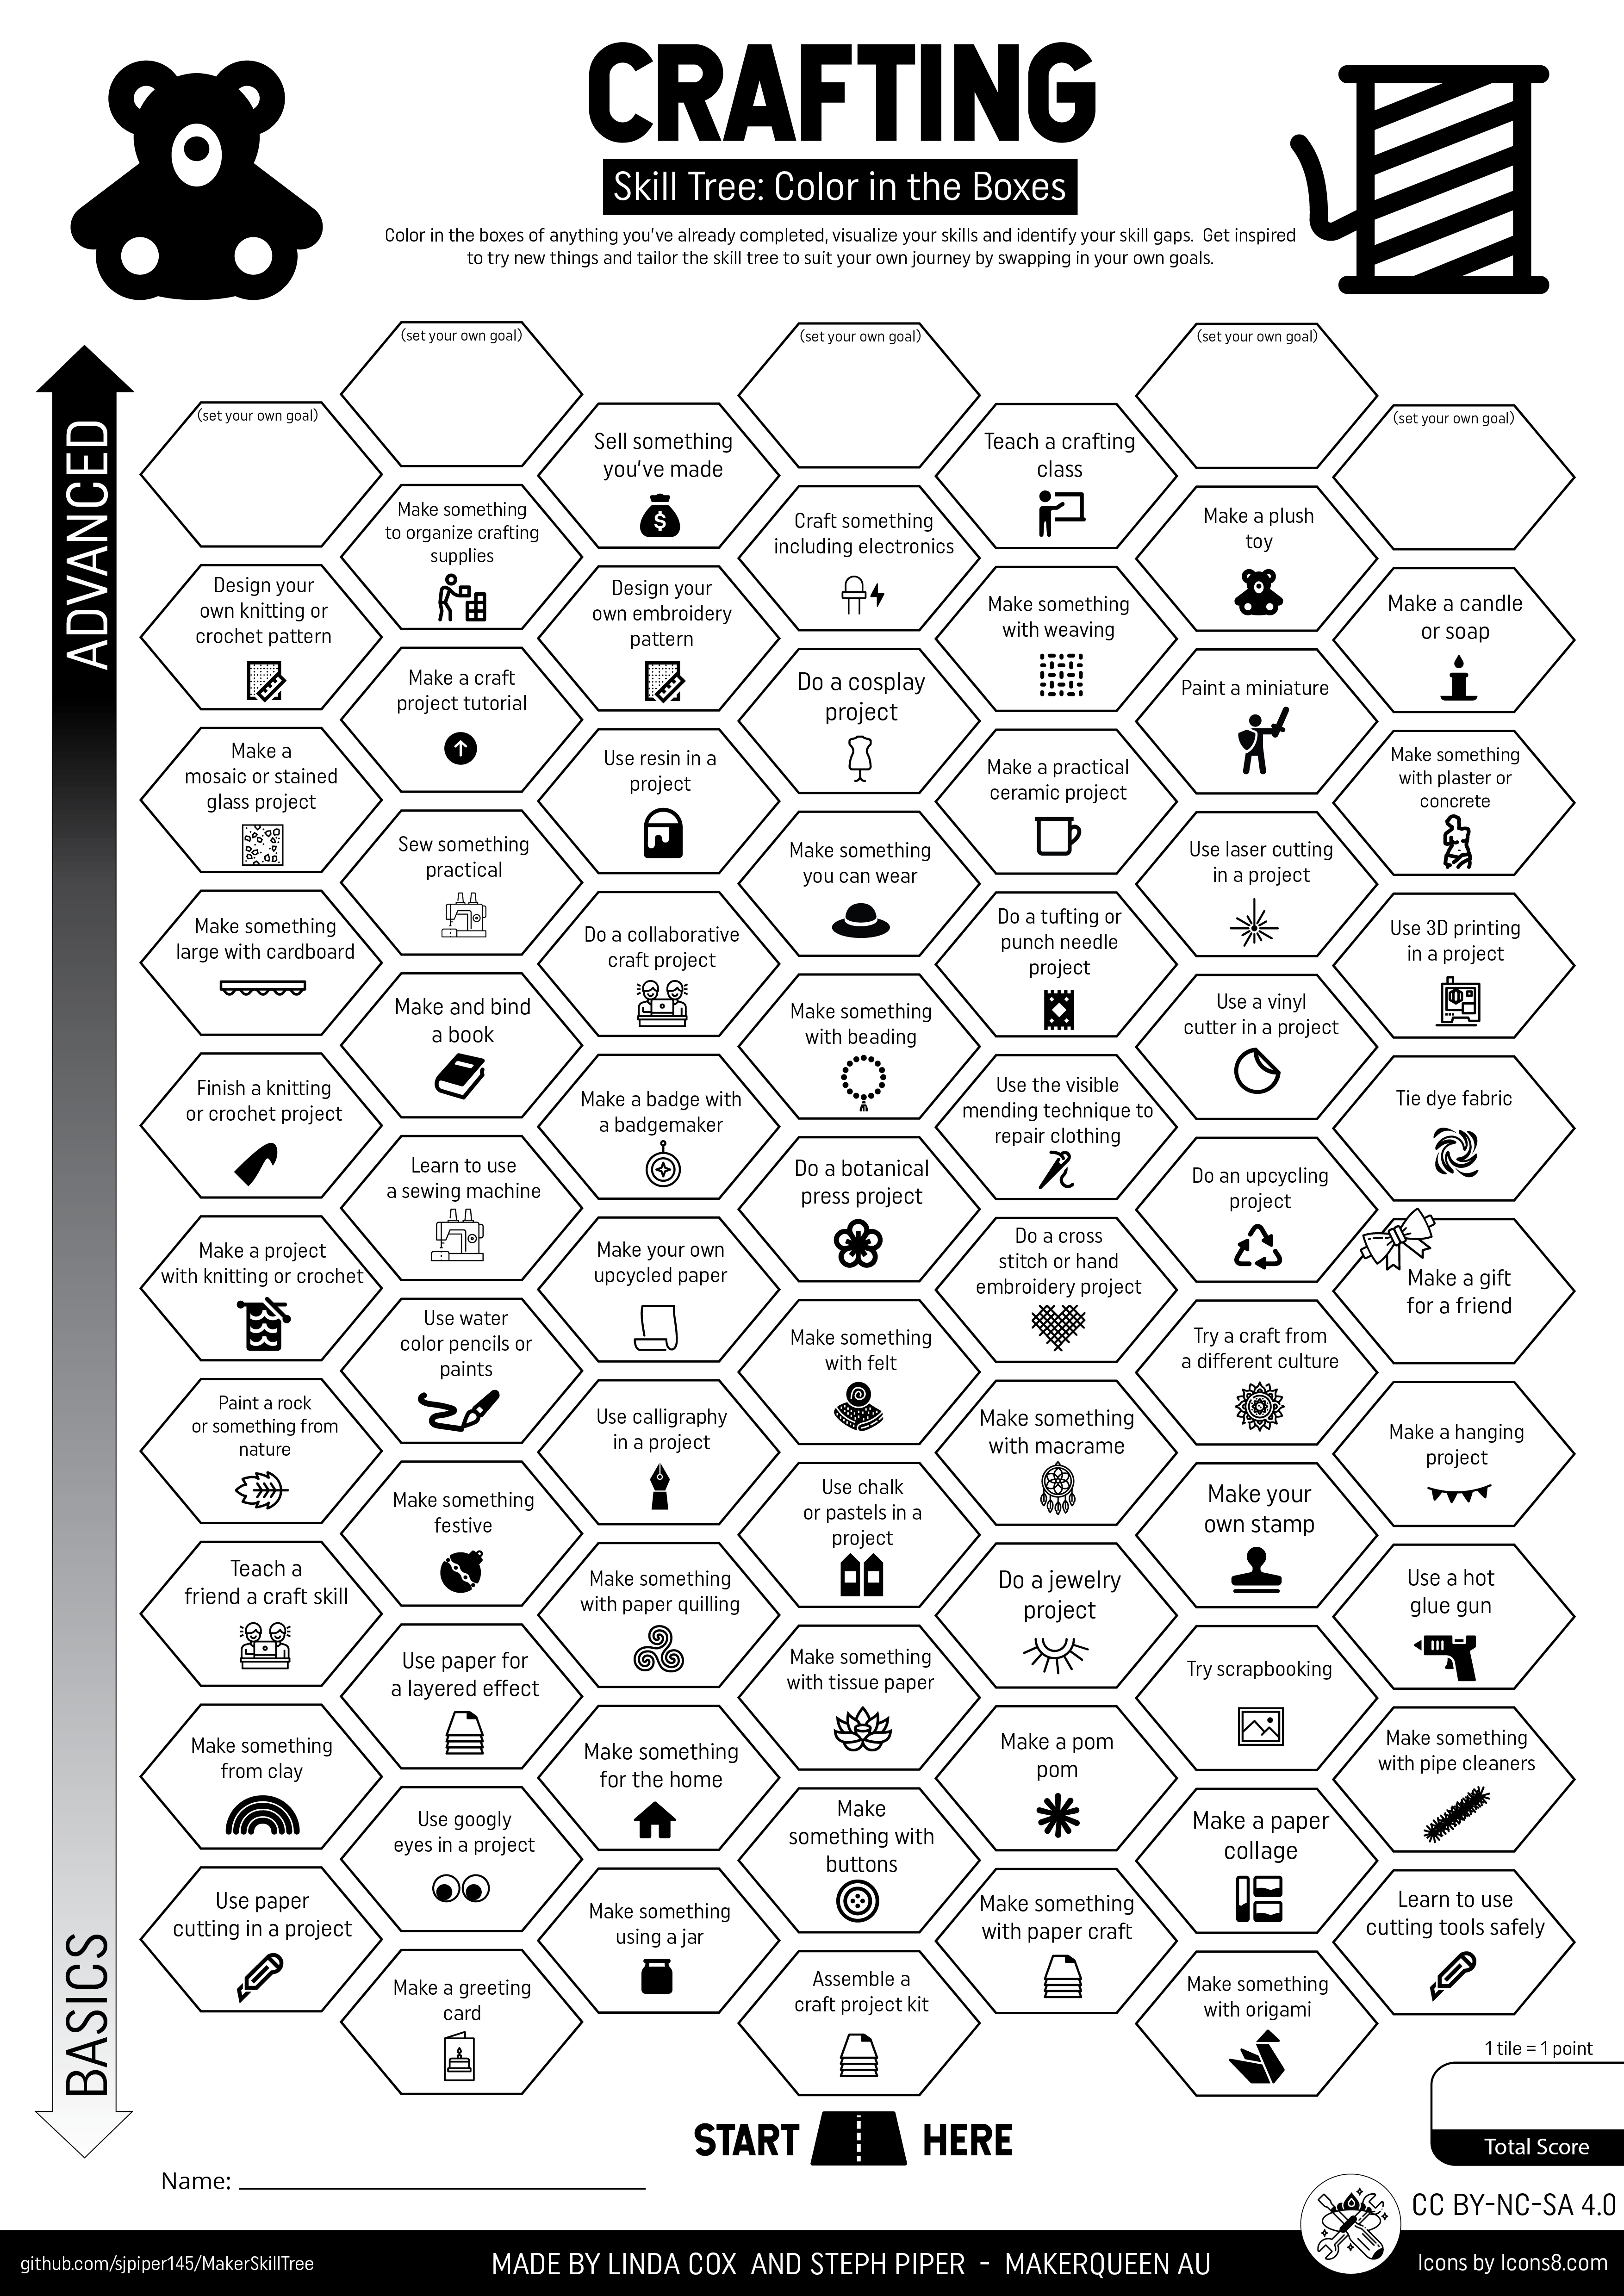 CRAFTING
Skill Tree: Color in the Boxes
Color in the boxes of anything you've already completed, visualize your skills and identify your skill gaps. Get inspired
to try new things and tailor the skill tree to suit your own journey by swapping in your own goals.
ADVANCED
BASICS
(set your own goal)
(set your own goal)
(set your own goal)
(set your own goal)
(set your own goal)
Sell something
you've made
Teach a crafting
class
Make something
to organize crafting
supplies
Craft something
including electronics
Make a plush
toy
Design your
own knitting or
crochet pattern
Design your
own embroidery
pattern
Make something
with weaving
Make a candle
or soap
Make a craft
project tutorial
Do a cosplay
project
Paint a miniature
Make a
mosaic or stained
glass project
Use resin in a
project
Make a practical
ceramic project
Make something
with plaster or
concrete
Sew something
practical
Make something
you can wear
Use laser cutting
in a project
Make something
large with cardboard
Do a collaborative
craft project
Do a tufting or
punch needle
project
Use 3D printing
in a project
Make and bind
a book
Make something
with beading
Use a vinyl
cutter in a project
Finish a knitting
or crochet project
Make a badge with
a badgemaker
Use the visible
mending technique to
repair clothing
Tie dye fabric
Learn to use
a sewing machine
Do a botanical
press project
Do an upcycling
project
Make a project
with knitting or crochet
Make your own
upcycled paper
Do a cross
stitch or hand
embroidery project
Make a gift
for a friend
Use water
color pencils or
paints
Make something
with felt
Try a craft from
a different culture
Paint a rock
or something from
nature
Use calligraphy
in a project
Make something
with macrame
Make a hanging
project
Make something
festive
Use chalk
or pastels in a
project
Make your
own stamp
Teach a
friend a craft skill
Make something
with paper quilling
Do a jewelry
project
Use a hot
glue gun
Use paper for
a layered effect
Make something
with tissue paper
Try scrapbooking
Make something
from clay
Make something
for the home
Make a pom
pom
Make something
with pipe cleaners
Use googly
eyes in a project
Make
something with
buttons
Make a paper
collage
Use paper
cutting in a project
Make something
using a jar
Make something
with paper craft
Learn to use
cutting tools safely
Make a greeting
card
Assemble a
craft project kit
Make something
with origami
1 tile = 1 point
Total Score
START HERE
Name:
CC BY-NC-SA 4.0
github.com/sjpiper145/MakerSkillTree
MADE BY LINDA COX AND STEPH PIPER - MAKERQUEEN AU
Icons by Icons8.com